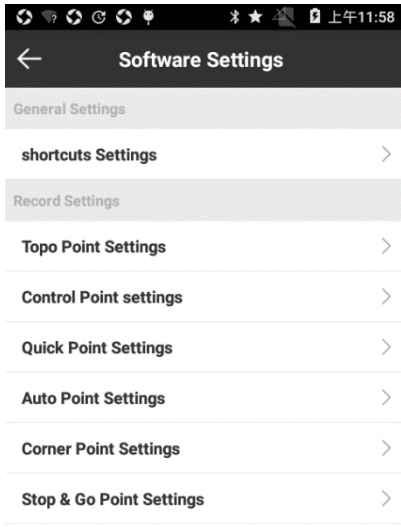 上午11:58
Software Settings
General Settings
shortcuts Settings
Record Settings
Topo Point Settings
Control Point settings
Quick Point Settings
Auto Point Settings
Corner Point Settings
Stop & Go Point Settings